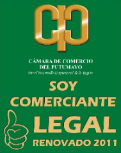 CÁMARA DE COMERCIO
DEL PUTUMAYO
SOY
COMERCIANTE
LEGAL
RENOVADO 2011